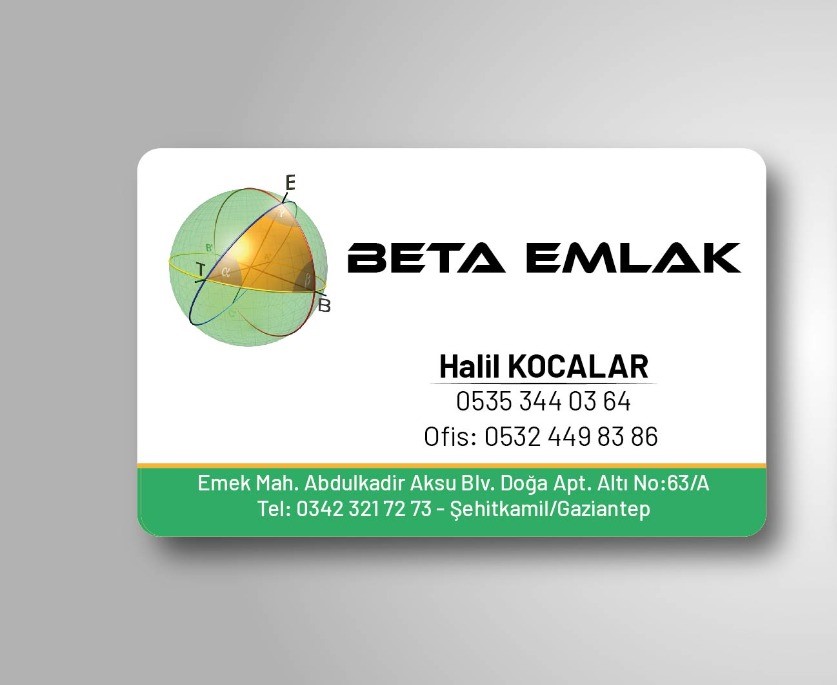 E
T
B
α
β
BETA EMLAK
Halil KOCALAR
0535 344 03 64
Ofis: 0532 449 83 86
Emek Mah. Abdulkadir Aksu Blv. Doğa Apt. Altı No:63/A
Tel: 0342 321 72 73 - Şehitkamil/Gaziantep